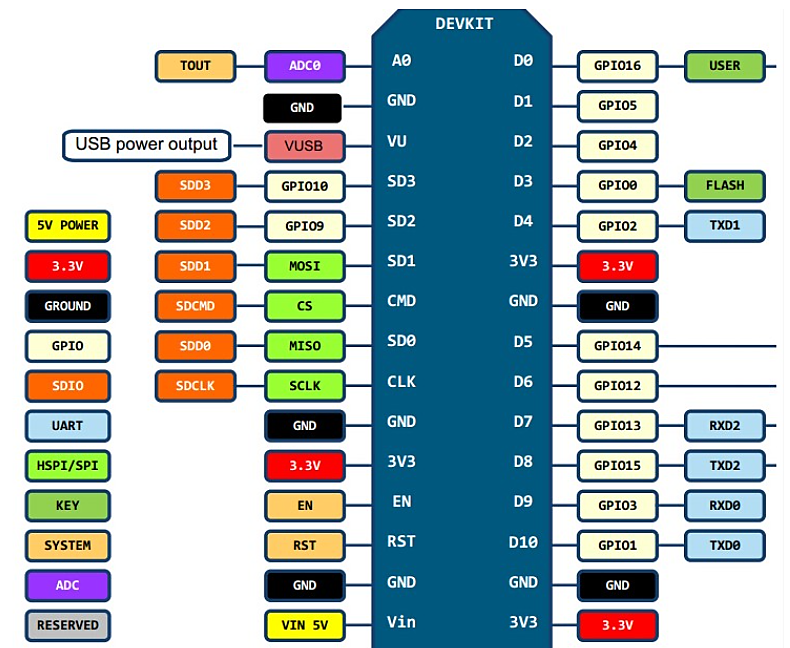 DEVKIT
TOUT ADC0 A0 D0 GPIO16 USER
GND GND D1 GPIO5
USB power output VUSB VU D2 GPIO4
SDD3 GPIO10 SD3 D3 GPIO0 FLASH
5V POWER SDD2 GPIO9 SD2 D4 GPIO2 TXD1
3.3V SDD1 MOSI SD1 3V3 3.3V
GROUND SDCMD CS CMD GND GND
GPIO SDD0 MISO SD0 D5 GPIO14
SDIO SDCLK SCLK CLK D6 GPIO12
UART GND GND D7 GPIO13 RXD2
HSPI/SPI 3.3V 3V3 D8 GPIO15 TXD2
KEY EN EN D9 GPIO3 RXD0
SYSTEM RST RST D10 GPIO1 TXD0
ADC GND GND GND GND
RESERVED VIN 5V Vin 3V3 3.3V